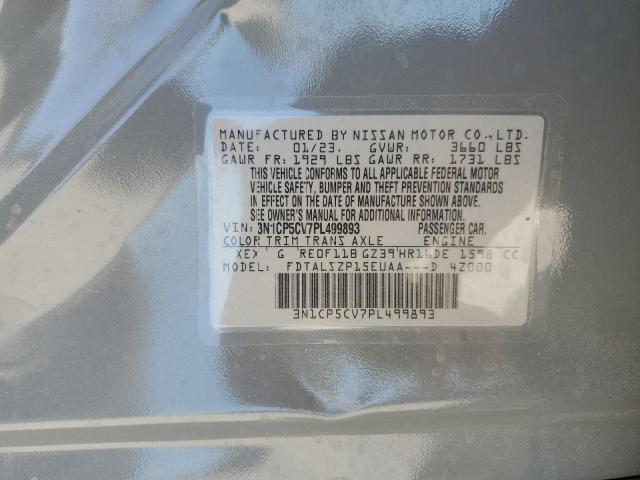 MANUFACTURED BY NISSAN MOTOR CO.,LTD.
DATE: 01/23. GVWR: 3660 LBS
GAWR FR: 1929 LBS GAWR RR: 1731 LBS
THIS VEHICLE CONFORMS TO ALL APPLICABLE FEDERAL MOTOR
VEHICLE SAFETY, BUMPER AND THEFT PREVENTION STANDARDS
IN EFFECT ON THE DATE OF MANUFACTURE SHOWN ABOVE.
SEE OWNER'S MANUAL FOR ADDITIONAL INFORMATION.
VIN: 3N1CP5CV7PL499893 PASSENGER CAR.
COLOR TRIM TRANS AXLE ENGINE
XEX G RE0F11B GZ39 HR16DE 1598 CC
MODEL: FDTALSZP15EUAA---D 42000
3N1CP5CV7PL499893